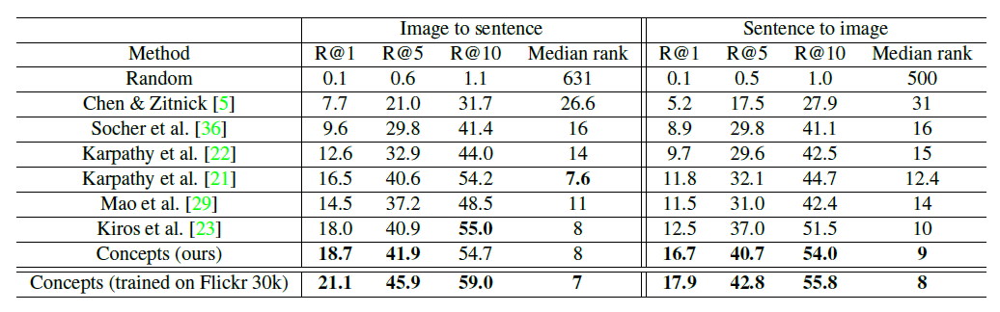 Image to sentence Sentence to image
Method R@1 R@5 R@10 Median rank R@1 R@5 R@10 Median rank
Random 0.1 0.6 1.1 631 0.1 0.5 1.0 500
Chen & Zitnick [5] 7.7 21.0 31.7 26.6 5.2 17.5 27.9 31
Socher et al. [36] 9.6 29.8 41.4 16 8.9 29.8 41.1 16
Karpathy et al. [22] 12.6 32.9 44.0 14 9.7 29.6 42.5 15
Karpathy et al. [21] 16.5 40.6 54.2 7.6 11.8 32.1 44.7 12.4
Mao et al. [29] 14.5 37.2 48.5 11 11.5 31.0 42.4 14
Kiros et al. [23] 18.0 40.9 55.0 8 12.5 37.0 51.5 10
Concepts (ours) 18.7 41.9 54.7 8 16.7 40.7 54.0 9
Concepts (trained on Flickr 30k) 21.1 45.9 59.0 7 17.9 42.8 55.8 8